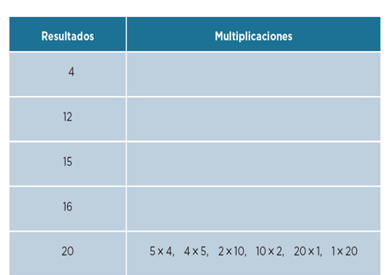 Resultados Multiplicaciones
4
12
15
16
20 5 x 4, 4 x 5, 2 x 10, 10 x 2, 20 x 1, 1 x 20